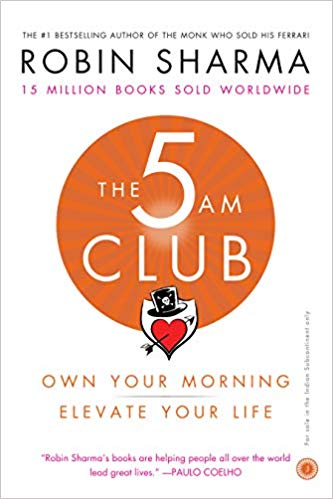 THE #1 BESTSELLING AUTHOR OF THE MONK WHO SOLD HIS FERRARI
ROBIN SHARMA
15 MILLION BOOKS SOLD WORLDWIDE
THE 5 AM
CLUB
OWN YOUR MORNING
ELEVATE YOUR LIFE
For sale in the Indian Subcontinent only
"Robin Sharma's books are helping people all over the world
lead great lives." —PAULO COELHO